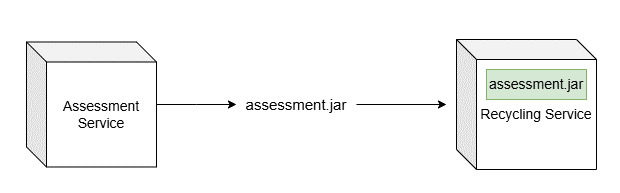 Assessment
Service
assessment.jar
assessment.jar
Recycling Service